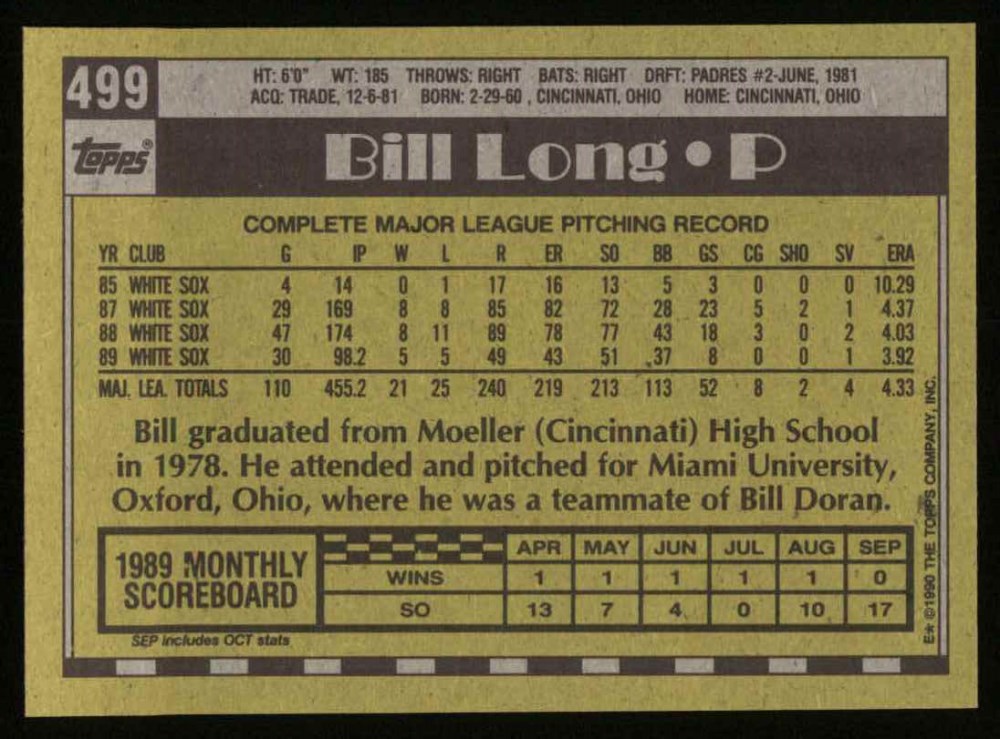 499
HT: 6'0" WT: 185 THROWS: RIGHT BATS: RIGHT DRFT: PADRES #2-JUNE, 1981
ACQ: TRADE, 12-6-81 BORN: 2-29-60 , CINCINNATI, OHIO HOME: CINCINNATI, OHIO
topps®
Bill Long • P
COMPLETE MAJOR LEAGUE PITCHING RECORD
YR CLUB G IP W L R ER SO BB GS CG SHO SV ERA
85 WHITE SOX 4 14 0 1 17 16 13 5 3 0 0 0 10.29
87 WHITE SOX 29 169 8 8 85 82 72 28 23 5 2 1 4.37
88 WHITE SOX 47 174 8 11 89 78 77 43 18 3 0 2 4.03
89 WHITE SOX 30 98.2 5 5 49 43 51 37 8 0 0 1 3.92
MAJ. LEA. TOTALS 110 455.2 21 25 240 219 213 113 52 8 2 4 4.33
Bill graduated from Moeller (Cincinnati) High School
in 1978. He attended and pitched for Miami University,
Oxford, Ohio, where he was a teammate of Bill Doran.
1989 MONTHLY
SCOREBOARD
APR MAY JUN JUL AUG SEP
WINS 1 1 1 1 1 0
SO 13 7 4 0 10 17
SEP includes OCT stats
E* ©1990 THE TOPPS COMPANY, INC.